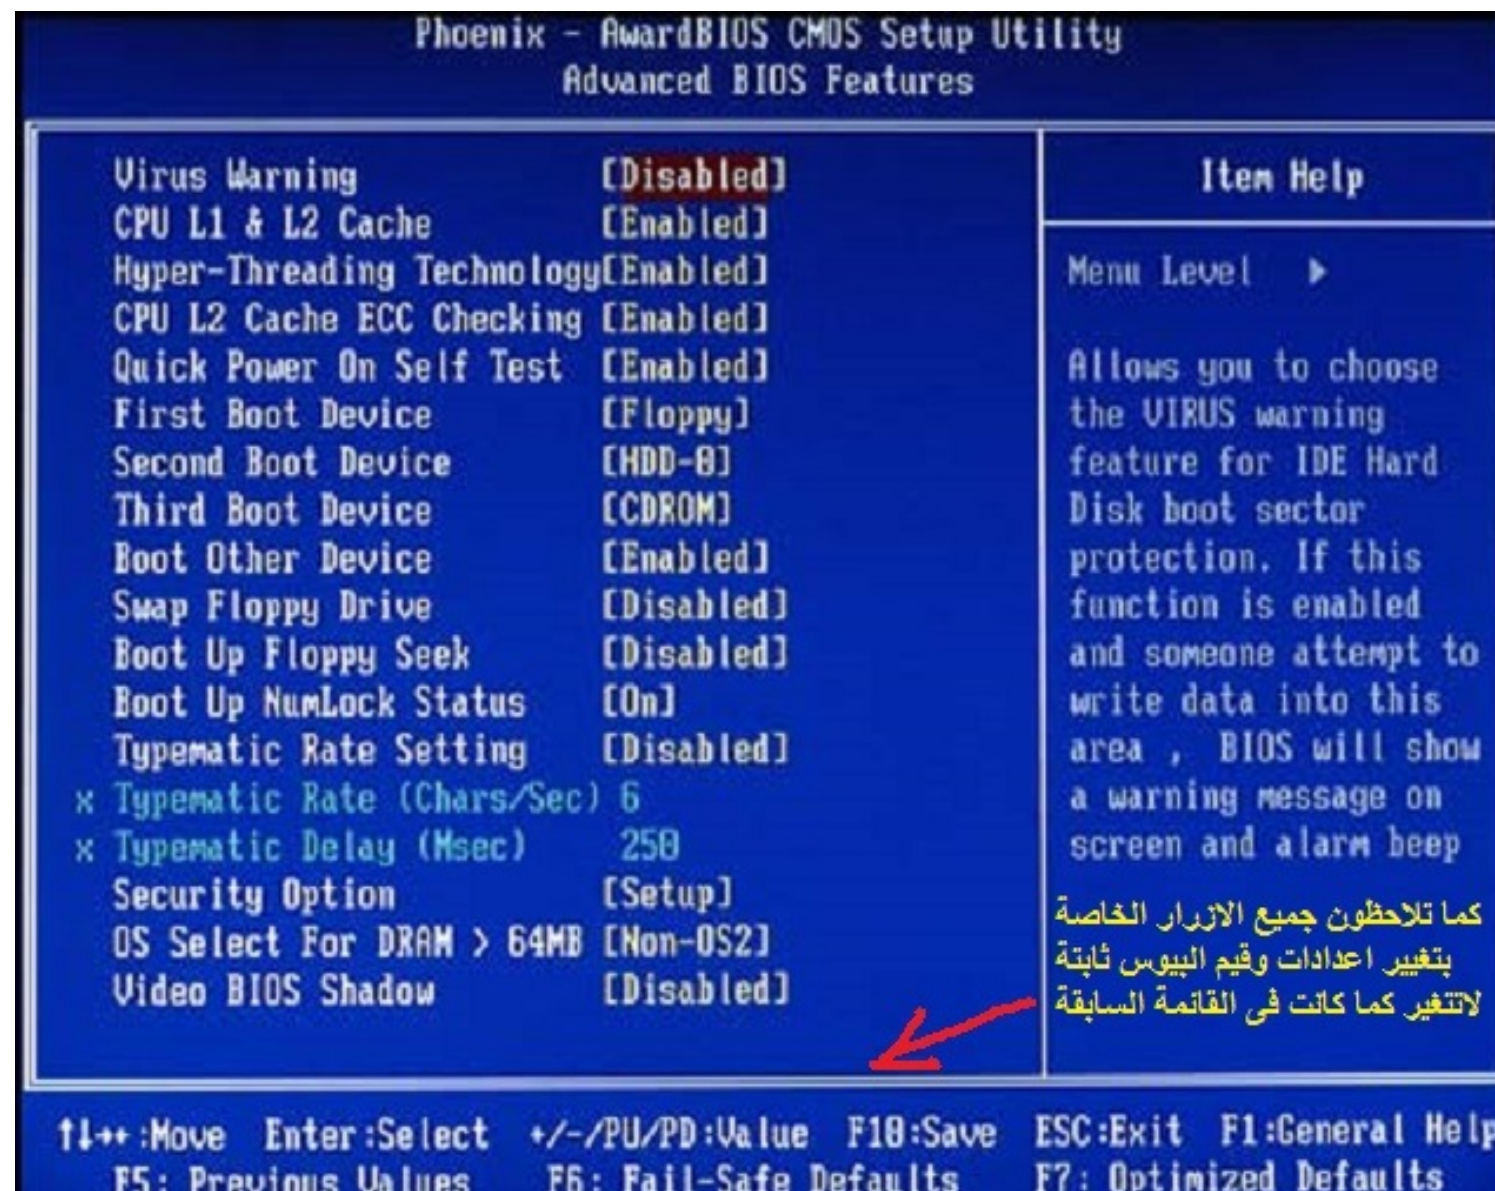 Phoenix - AwardBIOS CMOS Setup Utility
Advanced BIOS Features
Virus Warning [Disabled]
CPU L1 & L2 Cache [Enabled]
Hyper-Threading Technology[Enabled]
CPU L2 Cache ECC Checking [Enabled]
Quick Power On Self Test [Enabled]
First Boot Device [Floppy]
Second Boot Device [HDD-0]
Third Boot Device [CDROM]
Boot Other Device [Enabled]
Swap Floppy Drive [Disabled]
Boot Up Floppy Seek [Disabled]
Boot Up NumLock Status [On]
Typematic Rate Setting [Disabled]
x Typematic Rate (Chars/Sec) 6
x Typematic Delay (Msec) 250
Security Option [Setup]
OS Select For DRAM > 64MB [Non-OS2]
Video BIOS Shadow [Disabled]
Item Help
Menu Level ▶
Allows you to choose
the VIRUS warning
feature for IDE Hard
Disk boot sector
protection. If this
function is enabled
and someone attempt to
write data into this
area , BIOS will show
a warning message on
screen and alarm beep
كما تلاحظون جميع الازرار الخاصة
بتغيير اعدادات وقيم البيوس ثابتة
لاتتغير كما كانت فى القائمة السابقة
↑↓→←:Move Enter:Select +/-/PU/PD:Value F10:Save ESC:Exit F1:General Help
F5: Previous Values F6: Fail-Safe Defaults F7: Optimized Defaults